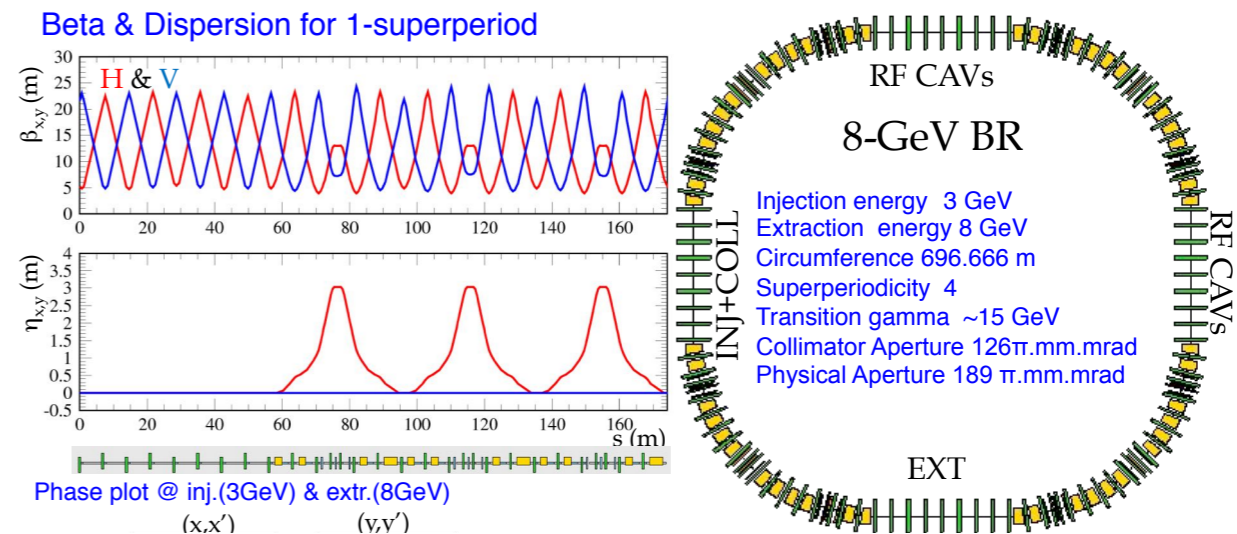 Beta & Dispersion for 1-superperiod
30
25
20
15
10
5
0
βx,y (m)
H & V
0 20 40 60 80 100 120 140 160
4
3.5
3
2.5
2
1.5
1
0.5
0
-0.5
ηx,y (m)
0 20 40 60 80 100 120 140 160
s (m)
Phase plot @ inj.(3GeV) & extr.(8GeV)
(x,x′)
(y,y′)
RF CAVs
8-GeV BR
INJ+COLL
Injection energy 3 GeV
Extraction energy 8 GeV
Circumference 696.666 m
Superperiodicity 4
Transition gamma ~15 GeV
Collimator Aperture 126π.mm.mrad
Physical Aperture 189 π.mm.mrad
RF CAVs
EXT